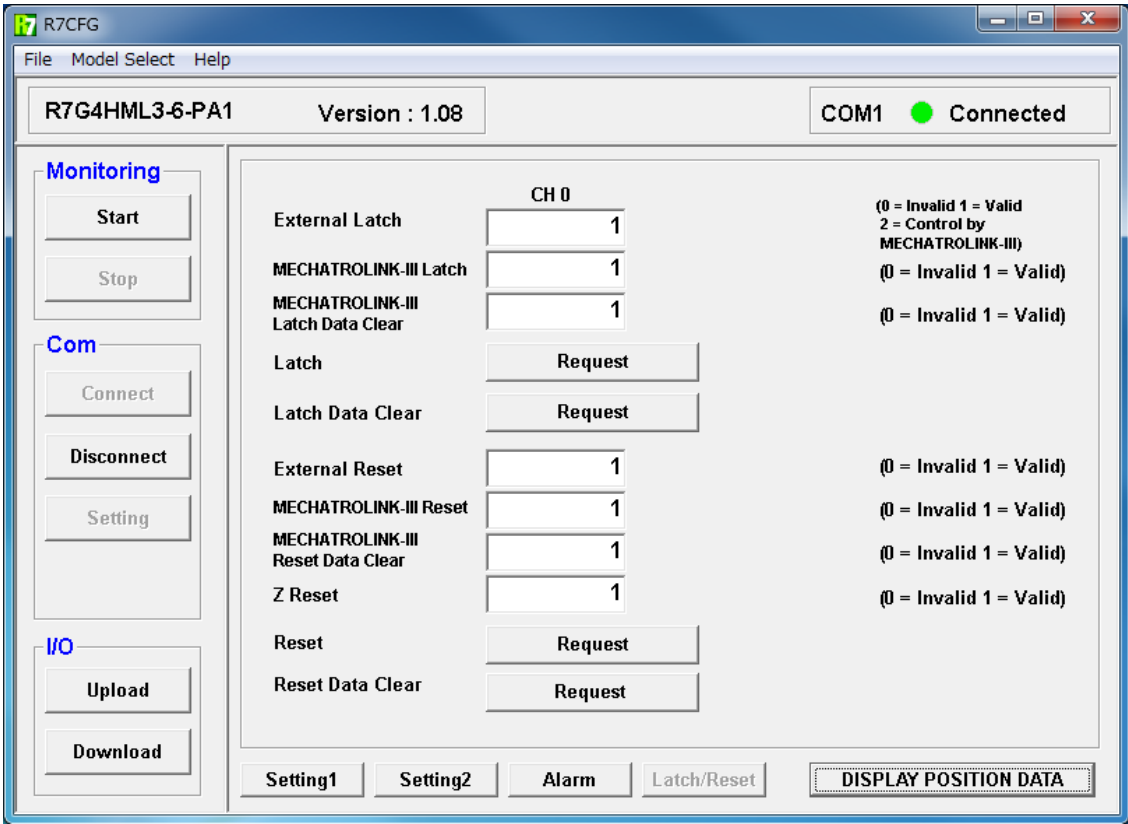 R7 R7CFG
File Model Select Help
R7G4HML3-6-PA1 Version : 1.08 COM1 Connected
Monitoring
Start
Stop
Com
Connect
Disconnect
Setting
I/O
Upload
Download
CH 0
External Latch 1 (0 = Invalid 1 = Valid
2 = Control by
MECHATROLINK-III)
MECHATROLINK-III Latch 1 (0 = Invalid 1 = Valid)
MECHATROLINK-III
Latch Data Clear 1 (0 = Invalid 1 = Valid)
Latch Request
Latch Data Clear Request
External Reset 1 (0 = Invalid 1 = Valid)
MECHATROLINK-III Reset 1 (0 = Invalid 1 = Valid)
MECHATROLINK-III
Reset Data Clear 1 (0 = Invalid 1 = Valid)
Z Reset 1 (0 = Invalid 1 = Valid)
Reset Request
Reset Data Clear Request
Setting1 Setting2 Alarm Latch/Reset DISPLAY POSITION DATA